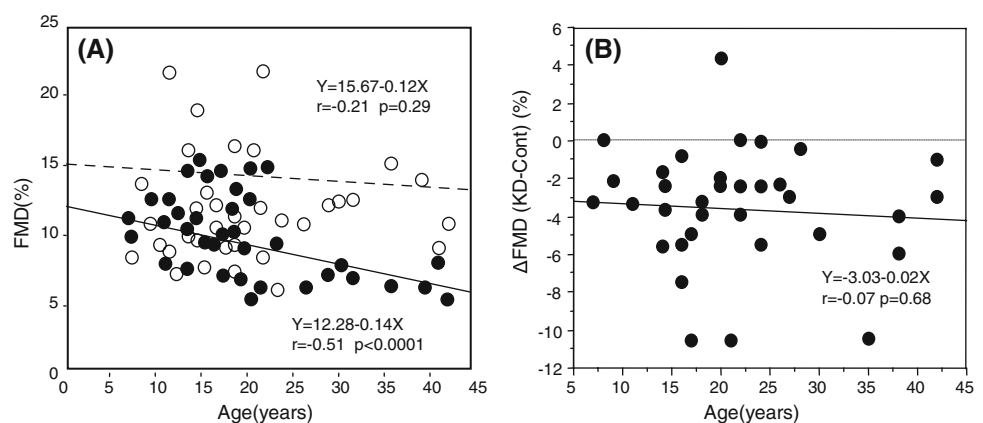 (A)
FMD(%)
25
20
15
10
5
0
Y=15.67-0.12X
r=-0.21 p=0.29
Y=12.28-0.14X
r=-0.51 p<0.0001
0 5 10 15 20 25 30 35 40 45
Age(years)
(B)
ΔFMD (KD-Cont) (%)
6
4
2
0
-2
-4
-6
-8
-10
-12
Y=-3.03-0.02X
r=-0.07 p=0.68
5 10 15 20 25 30 35 40 45
Age(years)